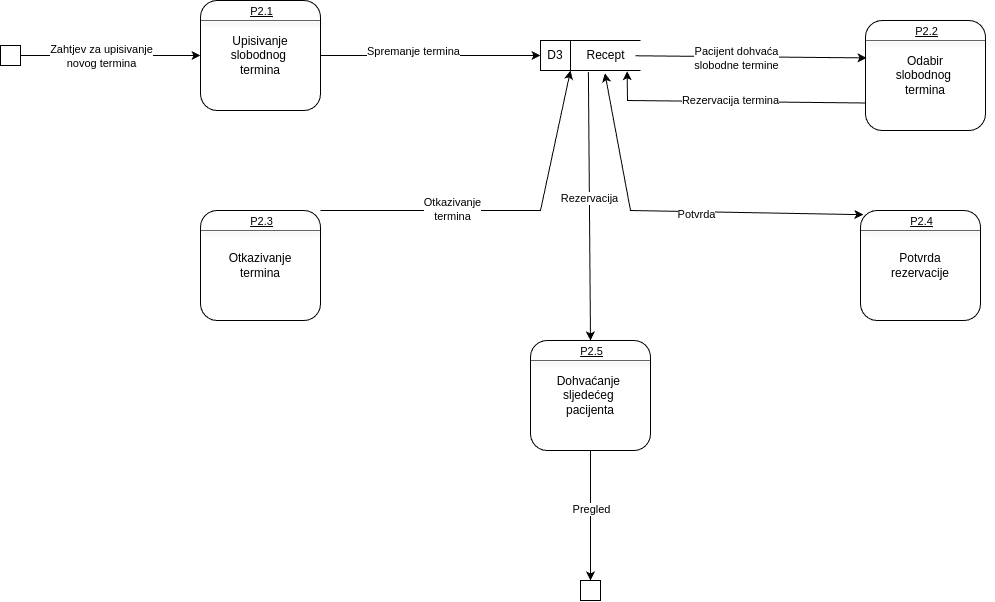 P2.1
Upisivanje
slobodnog
termina
Zahtjev za upisivanje
novog termina
Spremanje termina
D3
Recept
Pacijent dohvaća
slobodne termine
P2.2
Odabir
slobodnog
termina
Rezervacija termina
Otkazivanje
termina
Rezervacija
Potvrda
P2.3
Otkazivanje
termina
P2.4
Potvrda
rezervacije
P2.5
Dohvaćanje
sljedećeg
pacijenta
Pregled